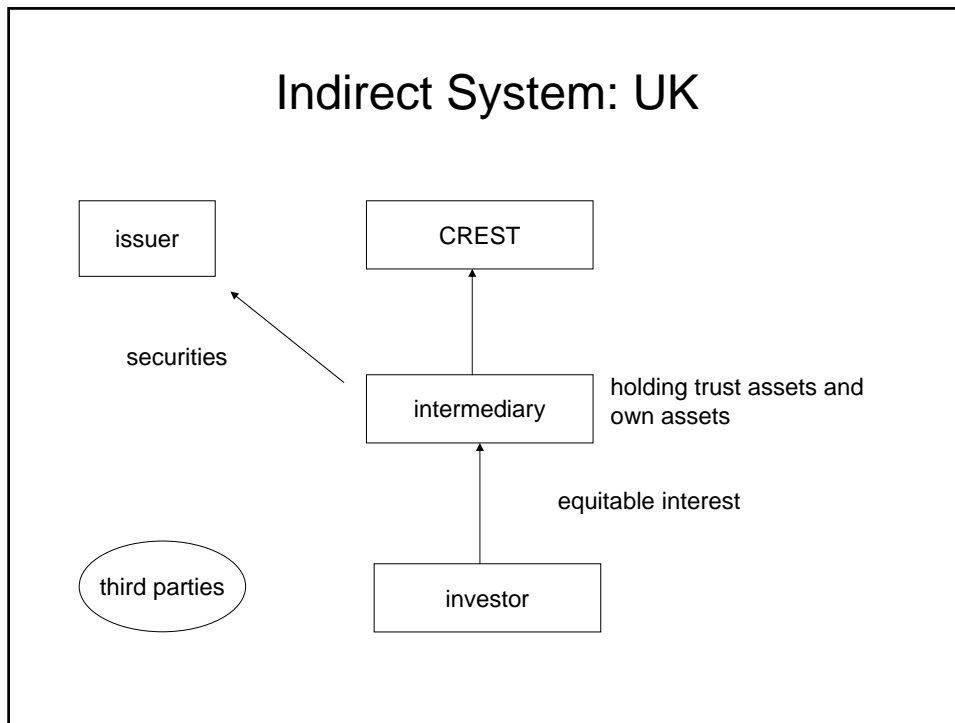 Indirect System: UK
issuer
CREST
securities
intermediary
holding trust assets and
own assets
equitable interest
third parties
investor